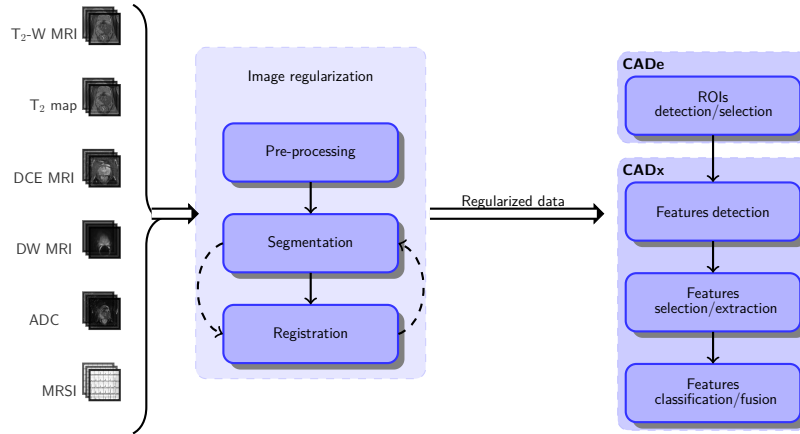 T₂-W MRI
T₂ map
DCE MRI
DW MRI
ADC
MRSI
Image regularization
Pre-processing
Segmentation
Registration
Regularized data
CADe
ROIs
detection/selection
CADx
Features detection
Features
selection/extraction
Features
classification/fusion